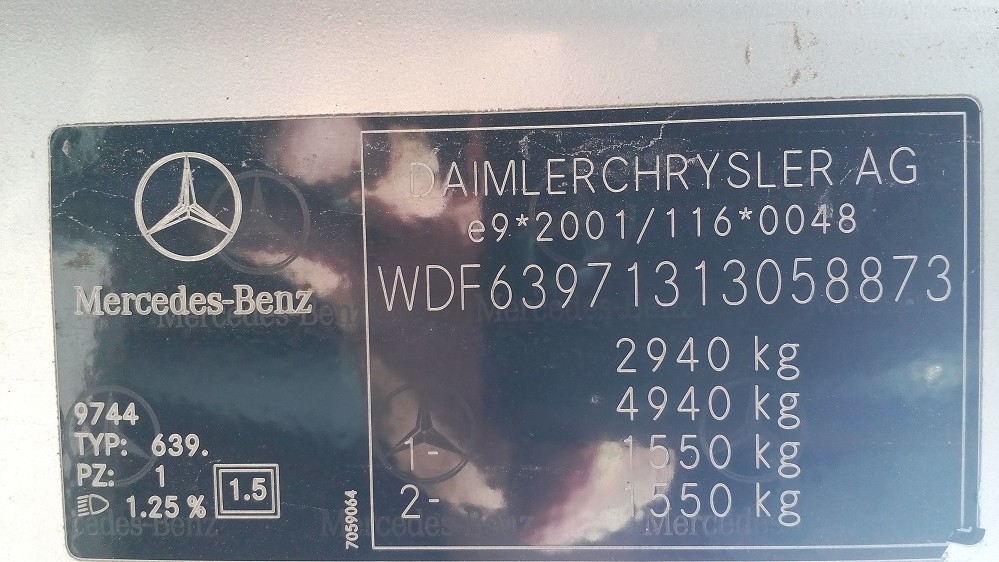 Mercedes-Benz
9744
TYP: 639.
PZ: 1
1.25 %
1.5
7059064
DAIMLERCHRYSLER AG
e9*2001/116*0048
WDF63971313058873
2940 kg
4940 kg
1- 1550 kg
2- 1550 kg